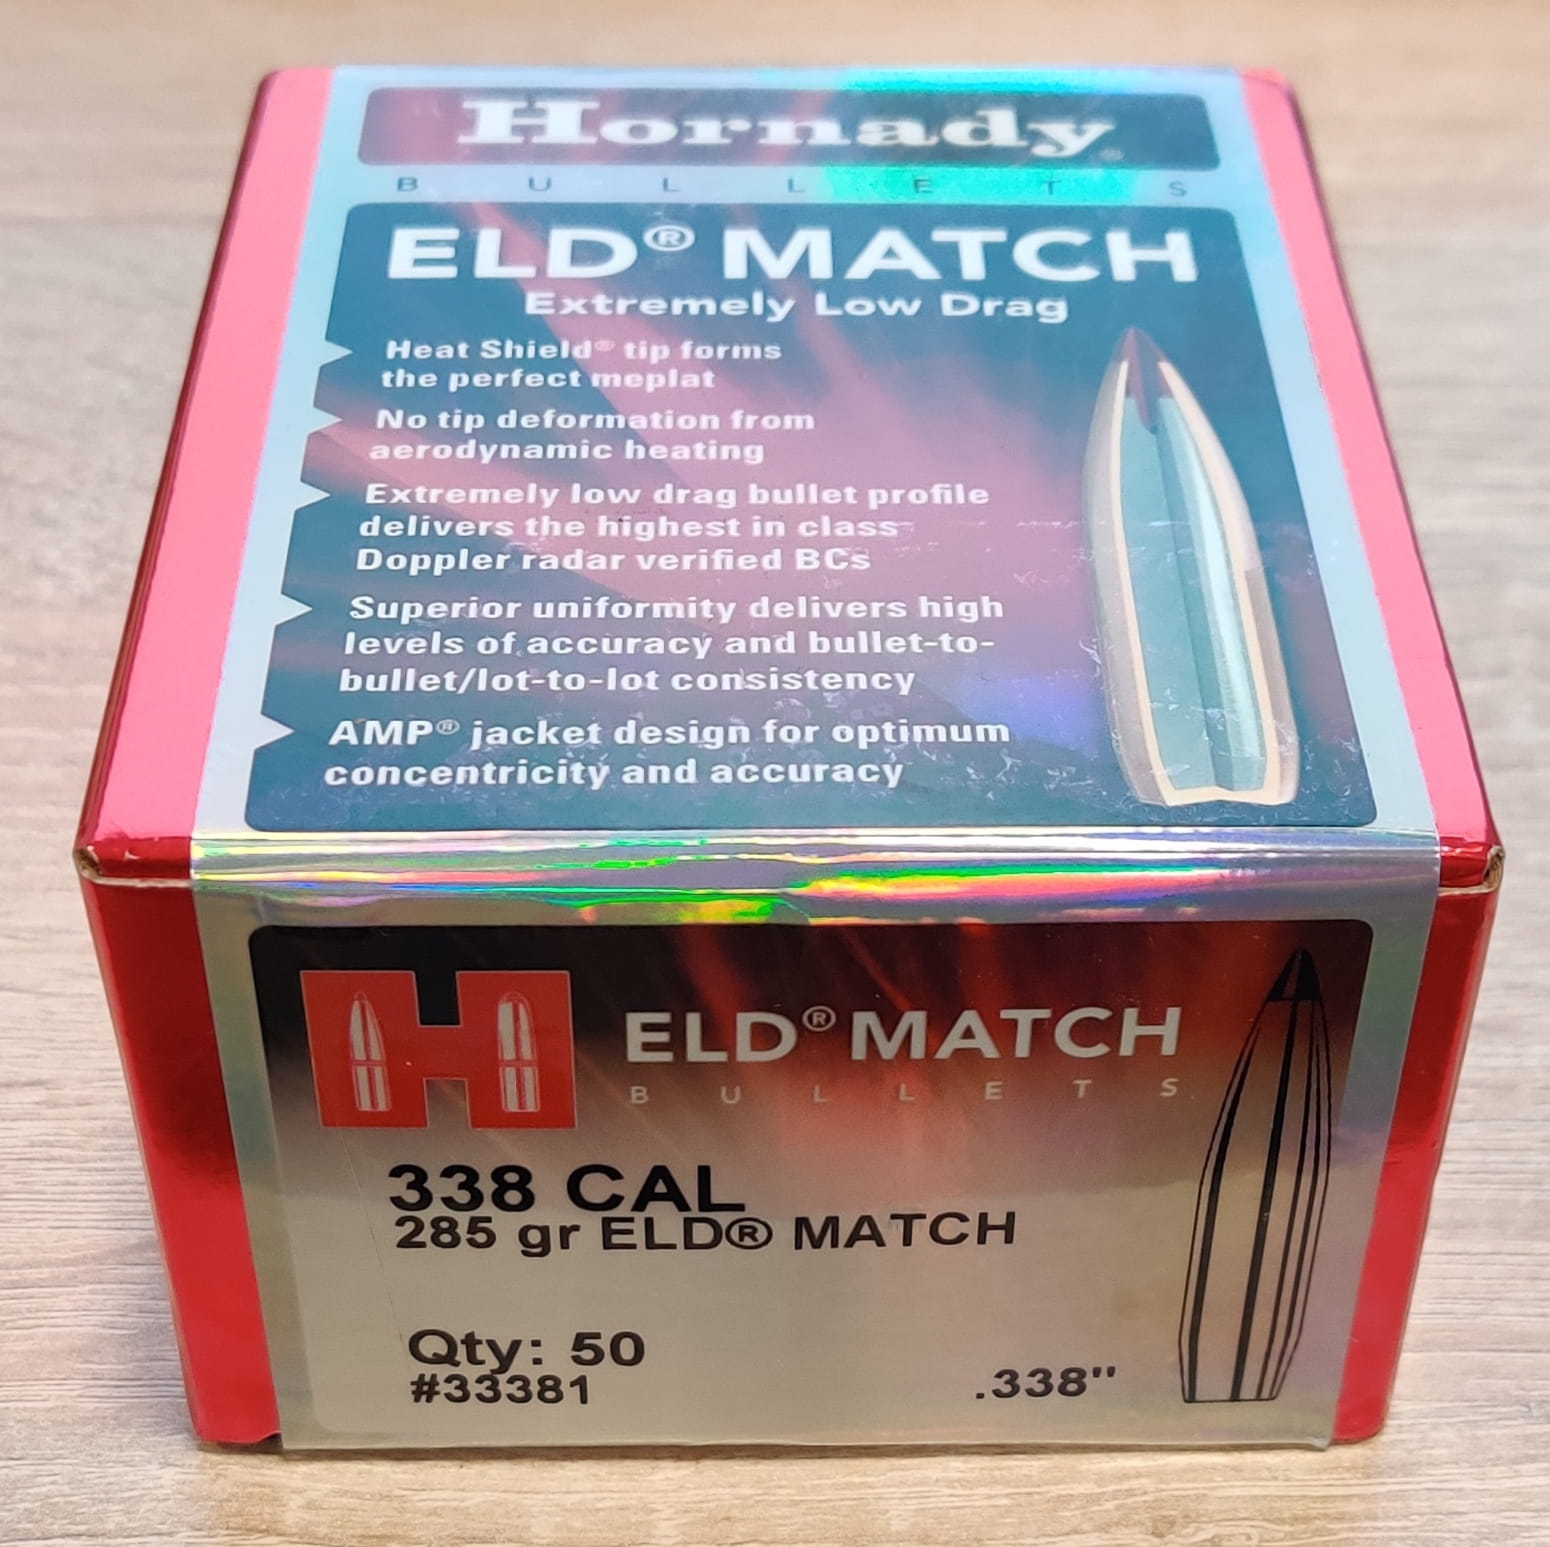 Hornady®
BULLETS
ELD® MATCH
Extremely Low Drag
Heat Shield® tip forms
the perfect meplat
No tip deformation from
aerodynamic heating
Extremely low drag bullet profile
delivers the highest in class
Doppler radar verified BCs
Superior uniformity delivers high
levels of accuracy and bullet-to-
bullet/lot-to-lot consistency
AMP® jacket design for optimum
concentricity and accuracy
H
ELD® MATCH
BULLETS
338 CAL
285 gr ELD® MATCH
Qty: 50
#33381
.338"